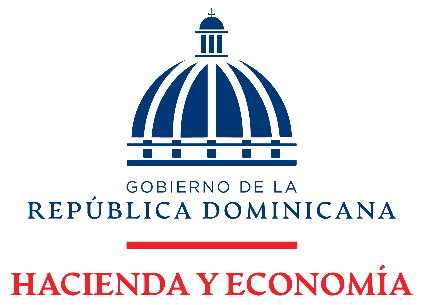 GOBIERNO DE LA
REPÚBLICA DOMINICANA
HACIENDA Y ECONOMÍA